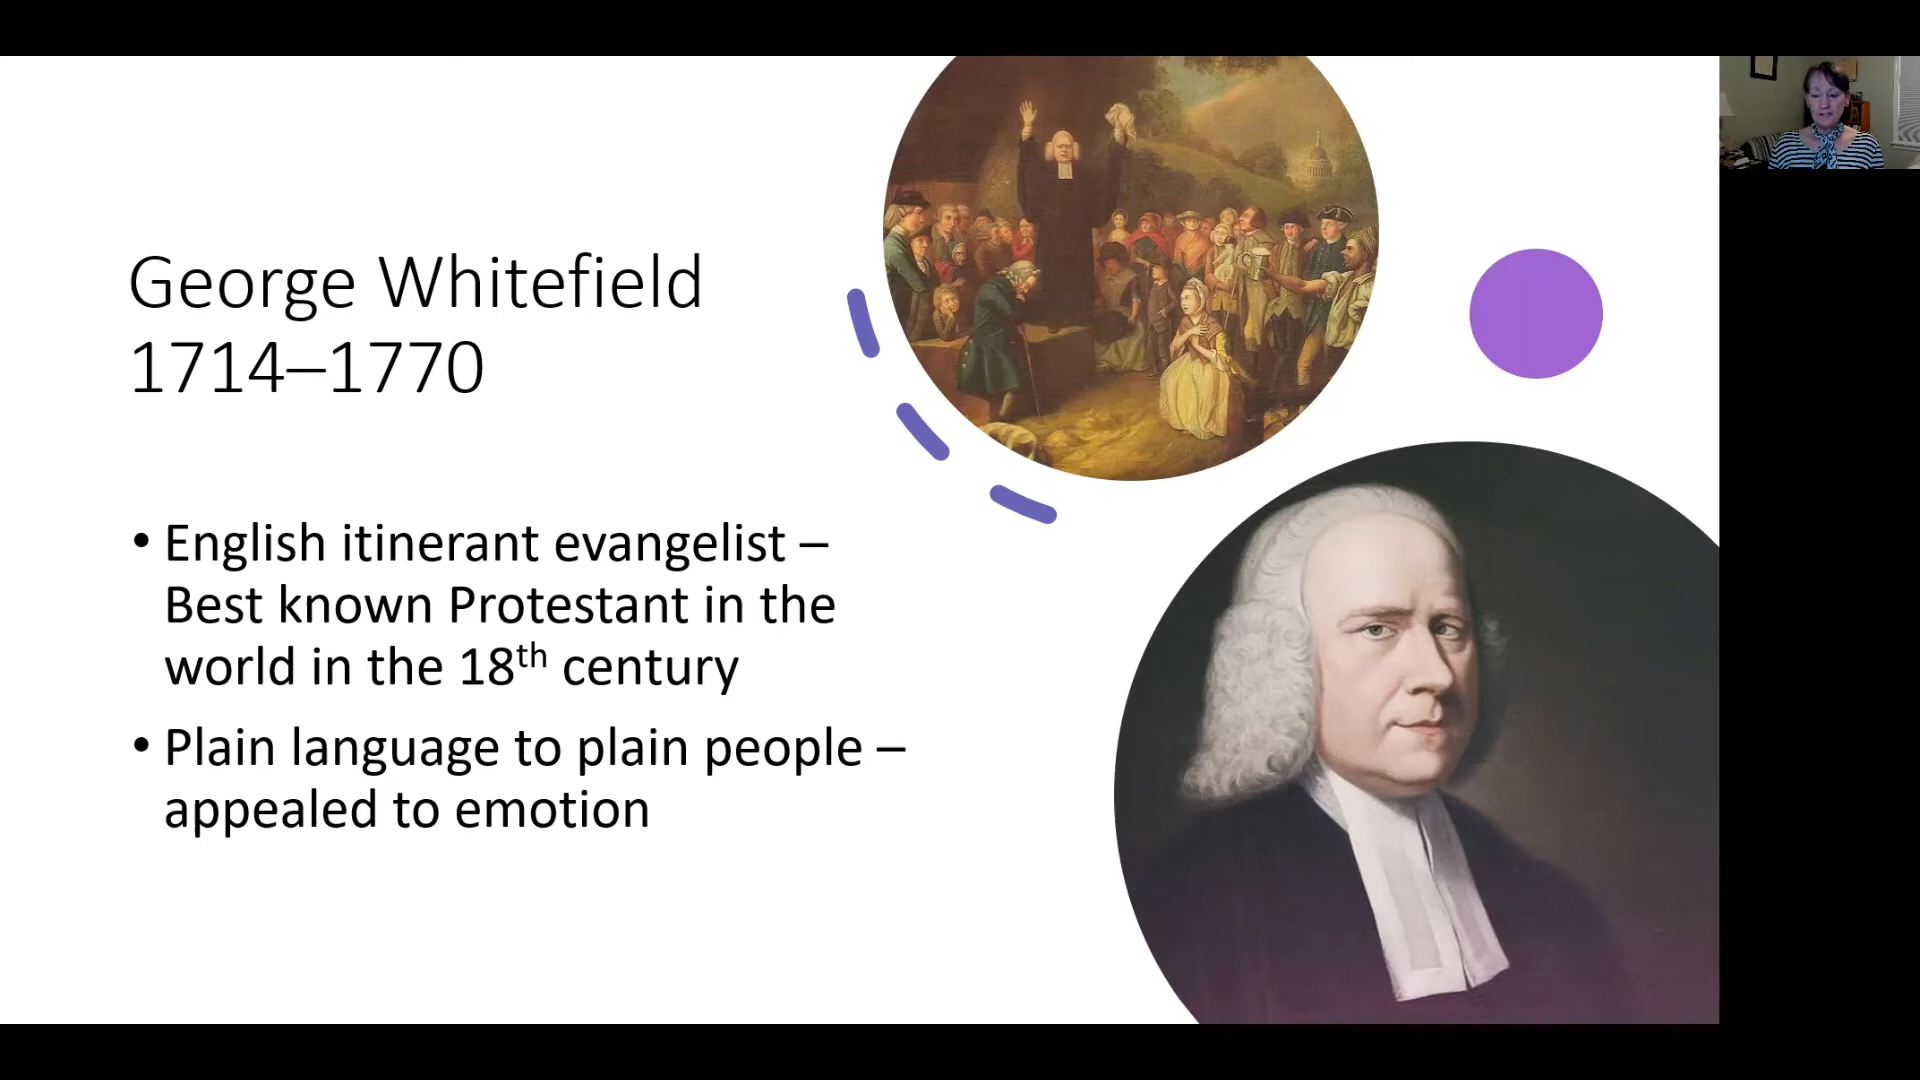 George Whitefield
1714–1770
• English itinerant evangelist –
Best known Protestant in the
world in the 18th century
• Plain language to plain people –
appealed to emotion